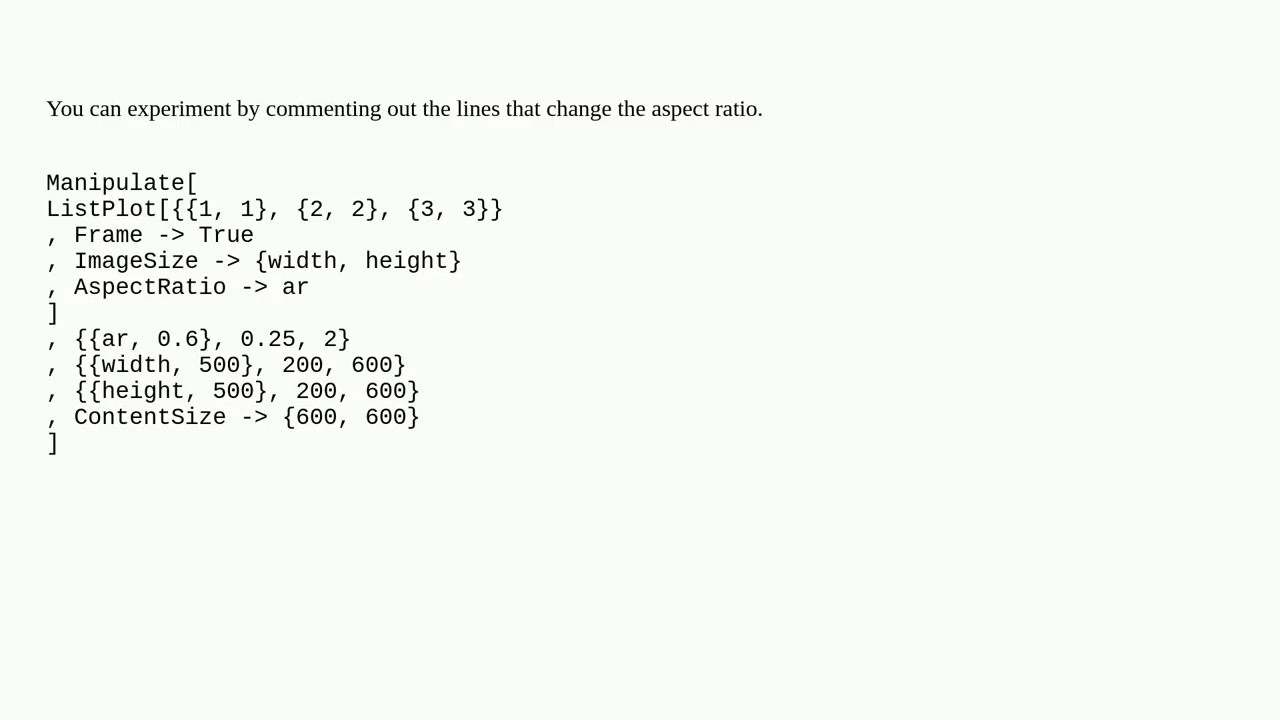 You can experiment by commenting out the lines that change the aspect ratio.
Manipulate[
ListPlot[{{1, 1}, {2, 2}, {3, 3}}
, Frame -> True
, ImageSize -> {width, height}
, AspectRatio -> ar
]
, {{ar, 0.6}, 0.25, 2}
, {{width, 500}, 200, 600}
, {{height, 500}, 200, 600}
, ContentSize -> {600, 600}
]